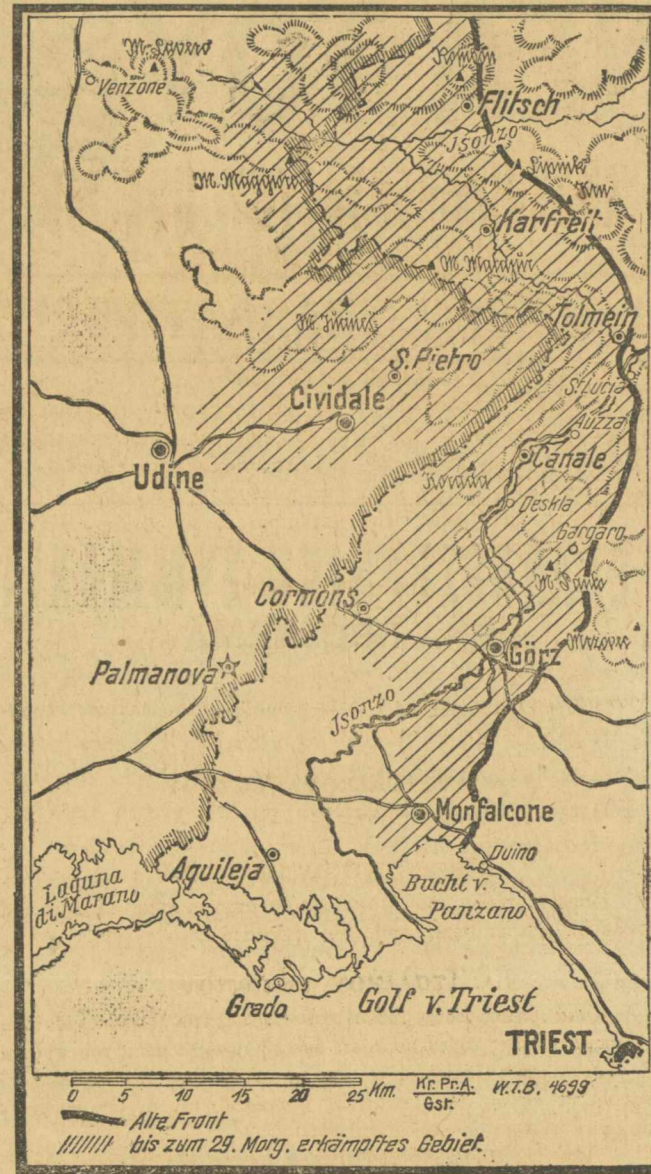 Venzone
Flitsch
Isonzo
Karfreit
Tolmein
S. Lucia
Auzza
S. Pietro
Cividale
Udine
Canale
Deskla
Gargaro
Cormons
Görz
Palmanova
Isonzo
Monfalcone
Duino
Aquileja
Laguna
di Marano
Bucht v.
Panzano
Grado
Golf v. Triest
TRIEST
0 5 10 15 20 25 Km. Kr. Pr. A. W.T.B. 4699
Gst.
Alte Front
bis zum 29. Morg. erkämpftes Gebiet.